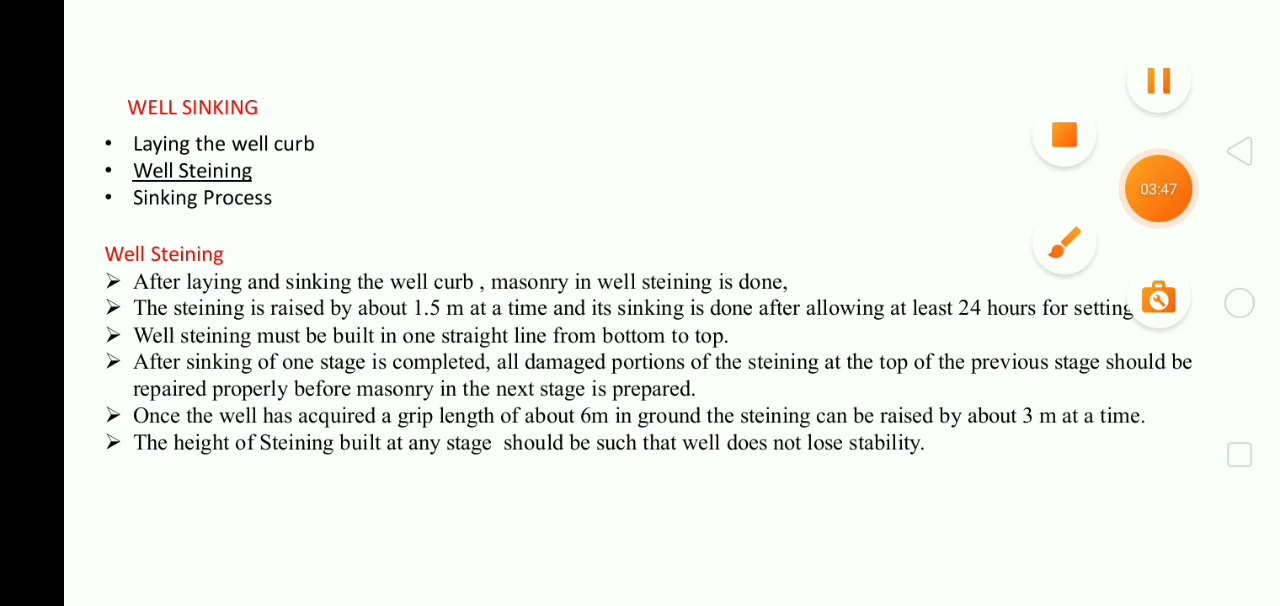 WELL SINKING
• Laying the well curb
• Well Steining
• Sinking Process
Well Steining
➢ After laying and sinking the well curb , masonry in well steining is done,
➢ The steining is raised by about 1.5 m at a time and its sinking is done after allowing at least 24 hours for setting
➢ Well steining must be built in one straight line from bottom to top.
➢ After sinking of one stage is completed, all damaged portions of the steining at the top of the previous stage should be
repaired properly before masonry in the next stage is prepared.
➢ Once the well has acquired a grip length of about 6m in ground the steining can be raised by about 3 m at a time.
➢ The height of Steining built at any stage  should be such that well does not lose stability.
03:47